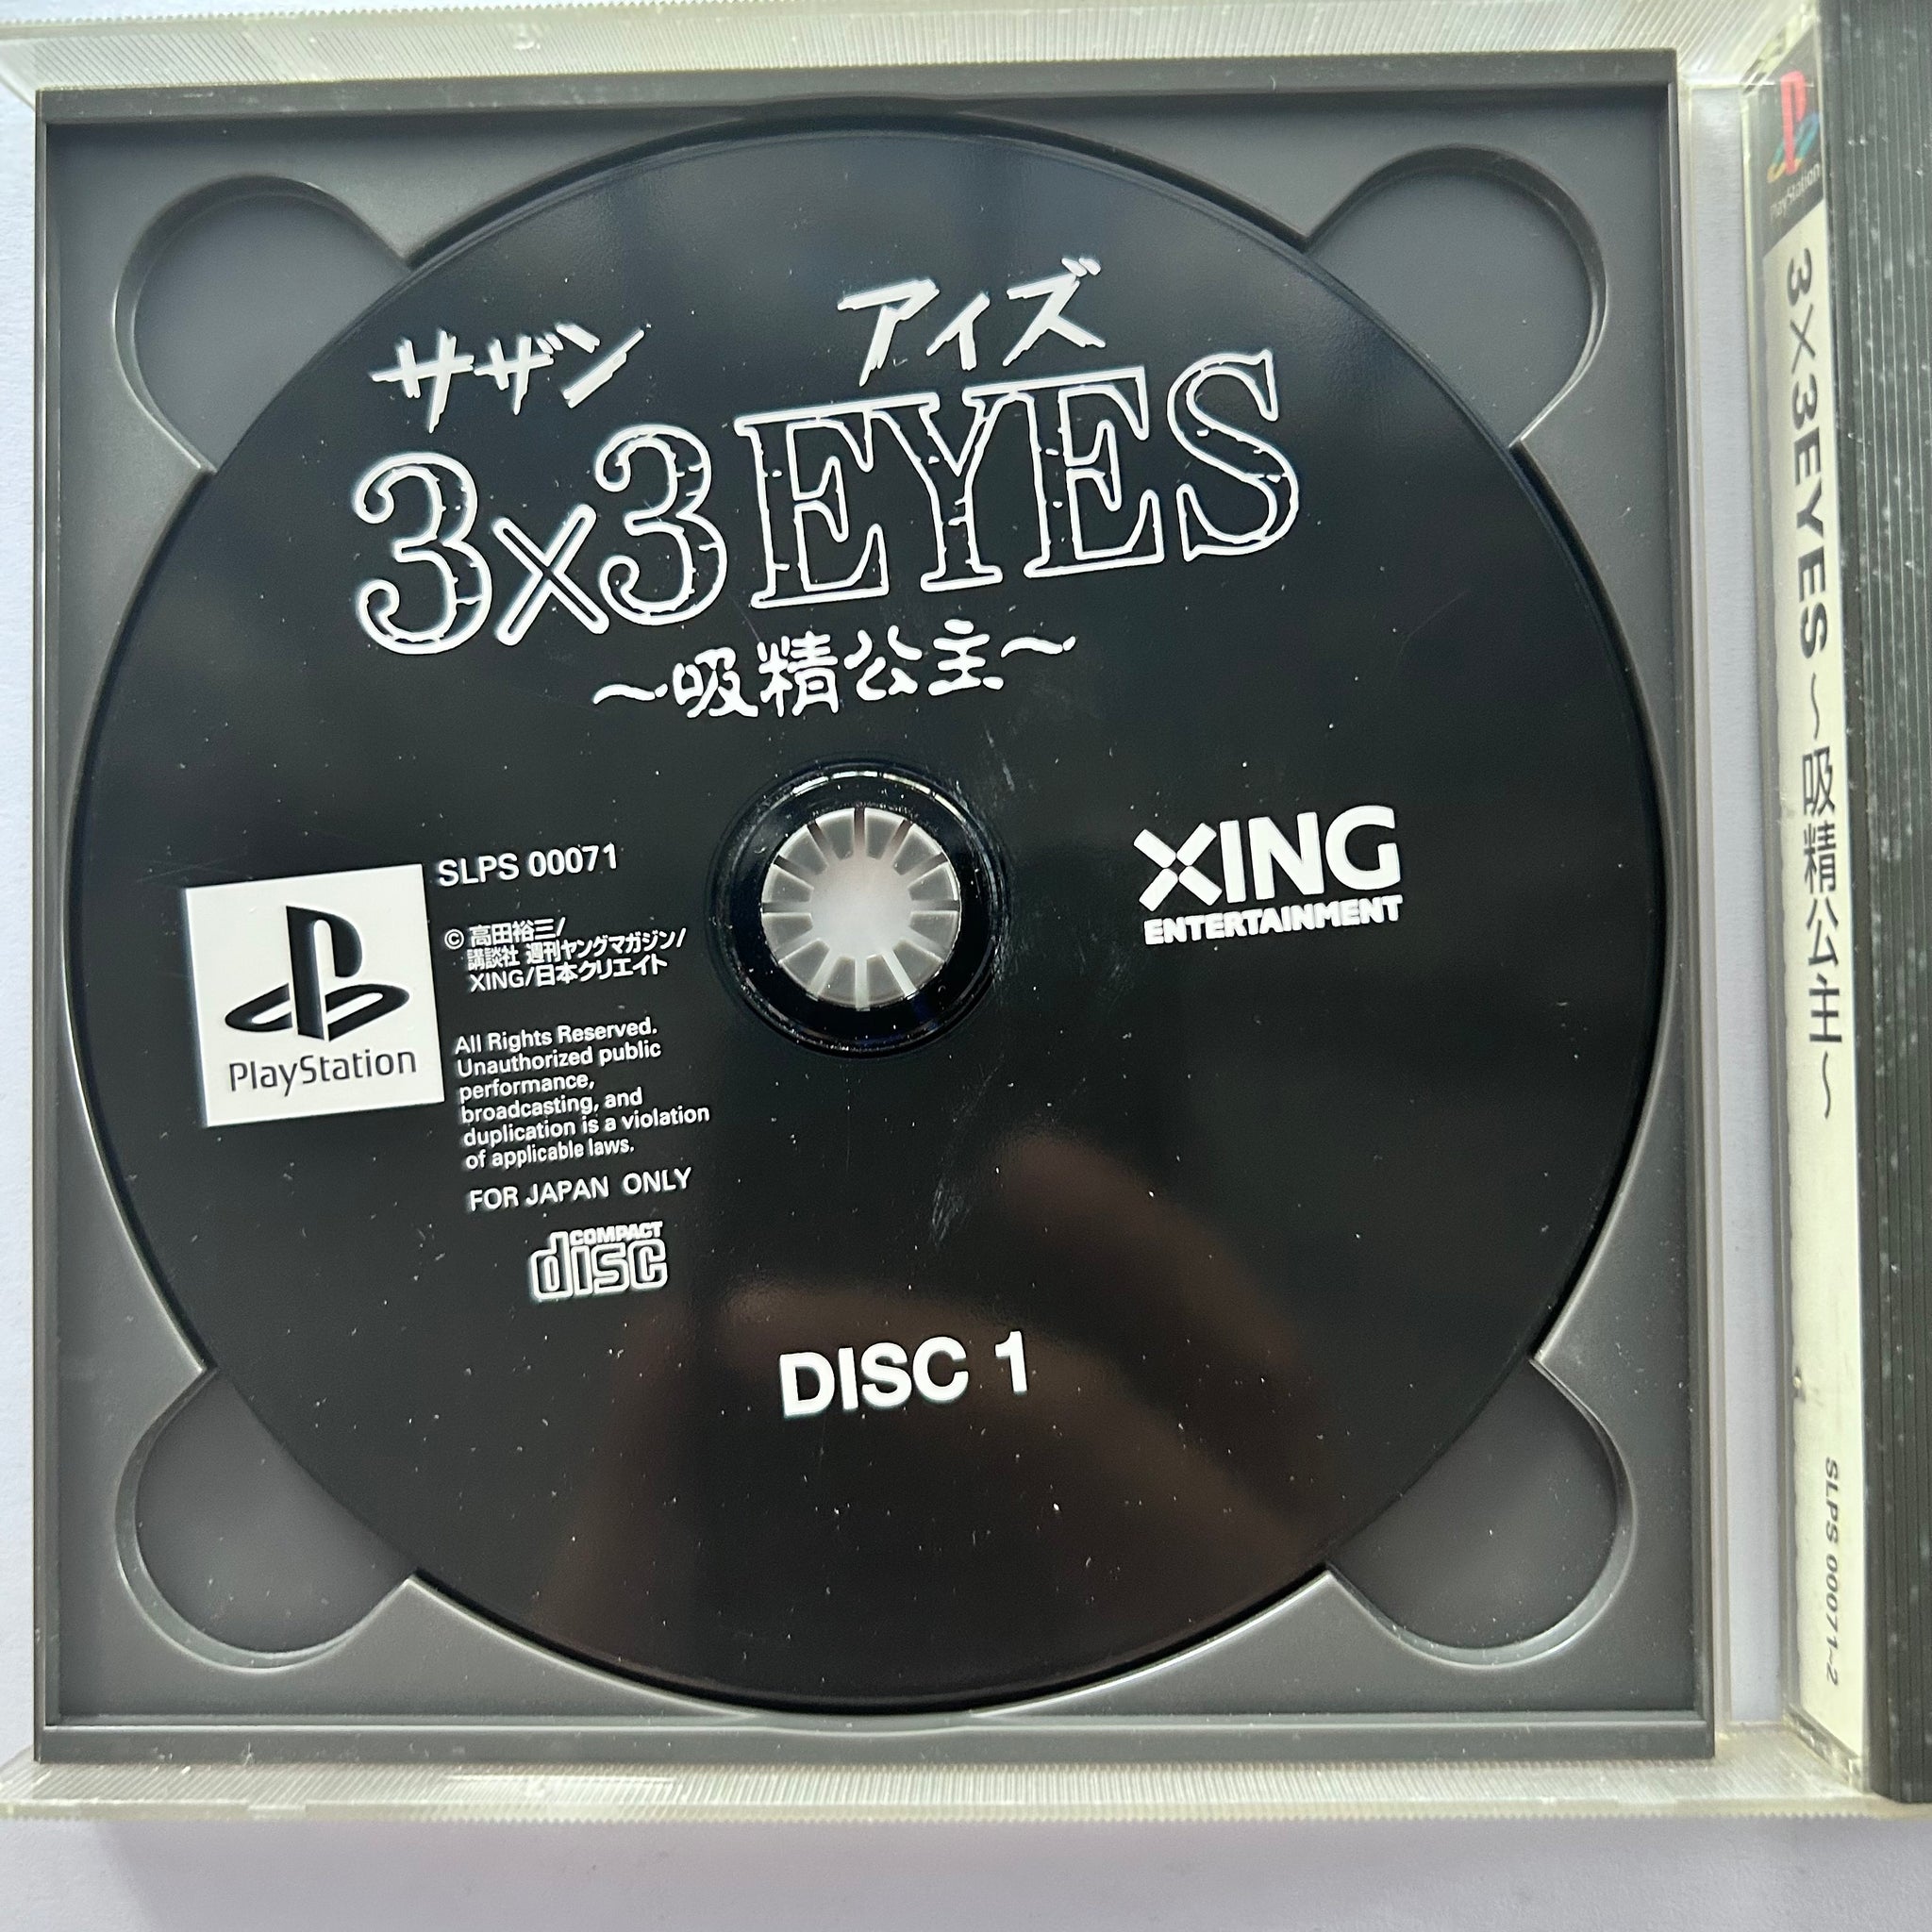 サザン アイズ
3×3 EYES
～吸精公主～
SLPS 00071
© 高田裕三/
講談社 週刊ヤングマガジン/
XING/日本クリエイト
PlayStation
All Rights Reserved.
Unauthorized public
performance,
broadcasting, and
duplication is a violation
of applicable laws.
FOR JAPAN ONLY
COMPACT
disc
XING
ENTERTAINMENT
DISC 1
PlayStation
3×3EYES～吸精公主～
SLPS 00071~2